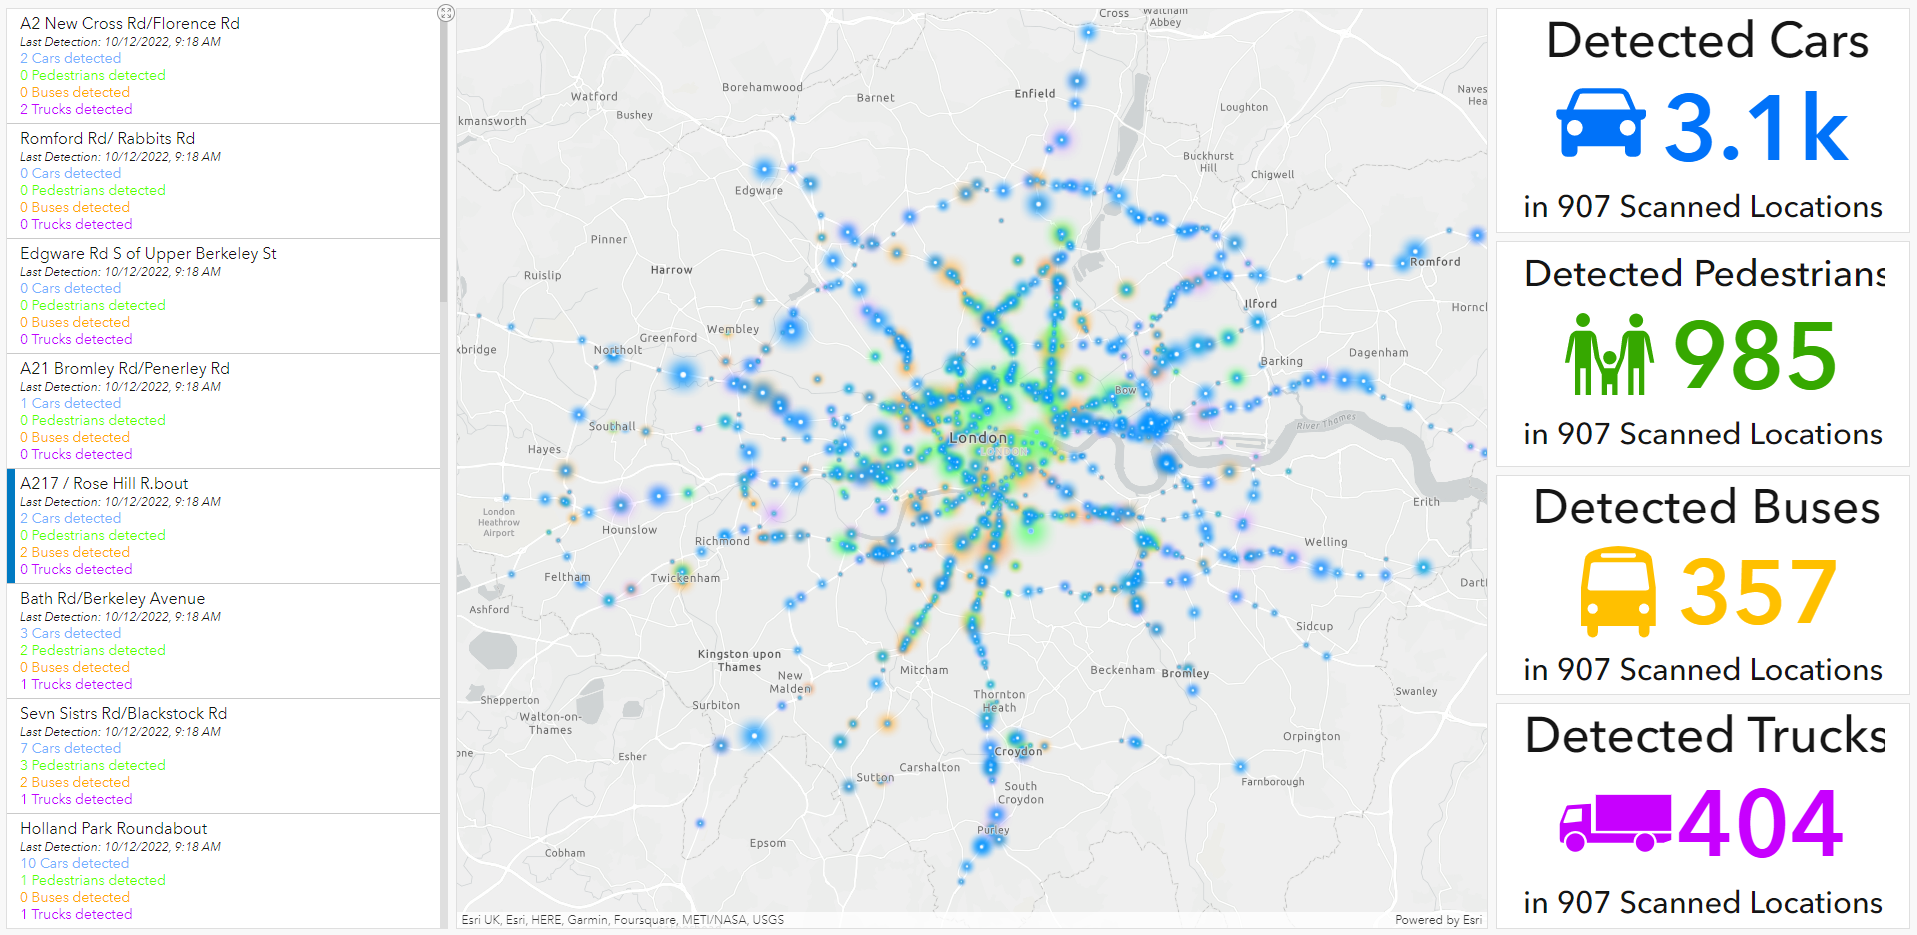 A2 New Cross Rd/Florence Rd
Last Detection: 10/12/2022, 9:18 AM
2 Cars detected
0 Pedestrians detected
0 Buses detected
2 Trucks detected
Romford Rd/ Rabbits Rd
Last Detection: 10/12/2022, 9:18 AM
0 Cars detected
0 Pedestrians detected
0 Buses detected
0 Trucks detected
Edgware Rd S of Upper Berkeley St
Last Detection: 10/12/2022, 9:18 AM
0 Cars detected
0 Pedestrians detected
0 Buses detected
0 Trucks detected
A21 Bromley Rd/Penerley Rd
Last Detection: 10/12/2022, 9:18 AM
1 Cars detected
0 Pedestrians detected
0 Buses detected
0 Trucks detected
A217 / Rose Hill R.bout
Last Detection: 10/12/2022, 9:18 AM
2 Cars detected
0 Pedestrians detected
2 Buses detected
0 Trucks detected
Bath Rd/Berkeley Avenue
Last Detection: 10/12/2022, 9:18 AM
3 Cars detected
2 Pedestrians detected
0 Buses detected
1 Trucks detected
Sevn Sistrs Rd/Blackstock Rd
Last Detection: 10/12/2022, 9:18 AM
7 Cars detected
3 Pedestrians detected
2 Buses detected
1 Trucks detected
Holland Park Roundabout
Last Detection: 10/12/2022, 9:18 AM
10 Cars detected
1 Pedestrians detected
0 Buses detected
1 Trucks detected
Cross
Waltham
Abbey
Borehamwood
Enfield
Watford
Barnet
Loughton
Naves
Hea
Bushey
kmansworth
Buckhurst
Hill
Chigwell
Edgware
Pinner
Harrow
Ruislip
Romford
Ilford
Hornch
Wembley
Greenford
xbridge
Northolt
Barking
Dagenham
Bow
Southall
London
LONDON
River Thames
Hayes
Erith
London
Heathrow
Airport
Hounslow
Richmond
Welling
Feltham
Twickenham
Darti
Ashford
Sidcup
Kingston upon
Thames
Mitcham
Beckenham
Bromley
New
Malden
Swanley
Shepperton
Surbiton
Thornton
Heath
Walton-on-
Thames
Orpington
Esher
Croydon
one
Carshalton
Sutton
Farnborough
South
Croydon
Purley
Epsom
Cobham
Esri UK, Esri, HERE, Garmin, Foursquare, METI/NASA, USGS
Powered by Esri
Detected Cars
3.1k
in 907 Scanned Locations
Detected Pedestrians
985
in 907 Scanned Locations
Detected Buses
357
in 907 Scanned Locations
Detected Trucks
404
in 907 Scanned Locations